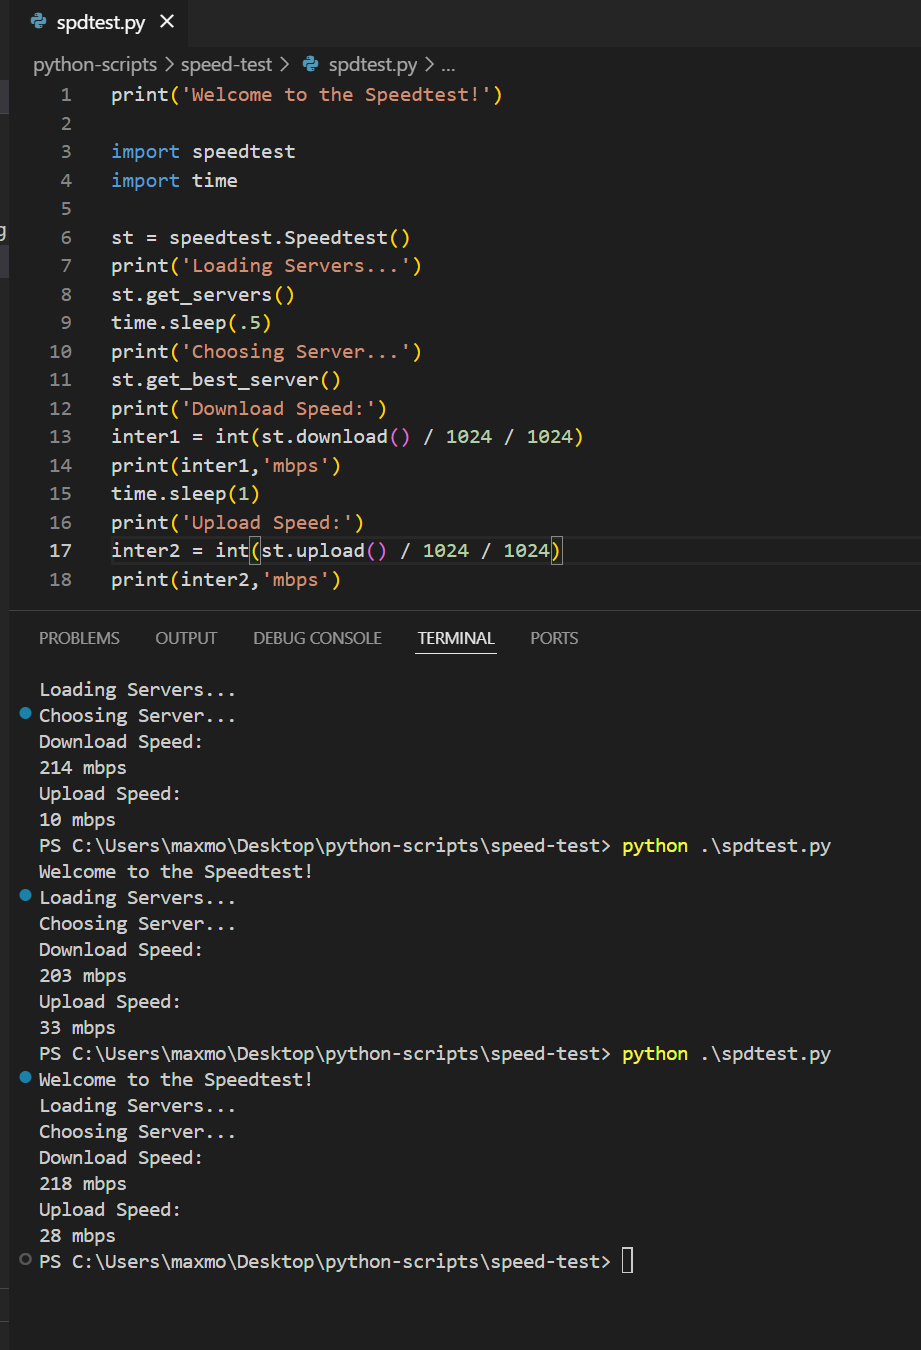 spdtest.py
python-scripts > speed-test > spdtest.py > ...
1 print('Welcome to the Speedtest!')
2
3 import speedtest
4 import time
5
6 st = speedtest.Speedtest()
7 print('Loading Servers...')
8 st.get_servers()
9 time.sleep(.5)
10 print('Choosing Server...')
11 st.get_best_server()
12 print('Download Speed:')
13 inter1 = int(st.download() / 1024 / 1024)
14 print(inter1,'mbps')
15 time.sleep(1)
16 print('Upload Speed:')
17 inter2 = int(st.upload() / 1024 / 1024)
18 print(inter2,'mbps')
PROBLEMS OUTPUT DEBUG CONSOLE TERMINAL PORTS
Loading Servers...
Choosing Server...
Download Speed:
214 mbps
Upload Speed:
10 mbps
PS C:\Users\maxmo\Desktop\python-scripts\speed-test> python .\spdtest.py
Welcome to the Speedtest!
Loading Servers...
Choosing Server...
Download Speed:
203 mbps
Upload Speed:
33 mbps
PS C:\Users\maxmo\Desktop\python-scripts\speed-test> python .\spdtest.py
Welcome to the Speedtest!
Loading Servers...
Choosing Server...
Download Speed:
218 mbps
Upload Speed:
28 mbps
PS C:\Users\maxmo\Desktop\python-scripts\speed-test>